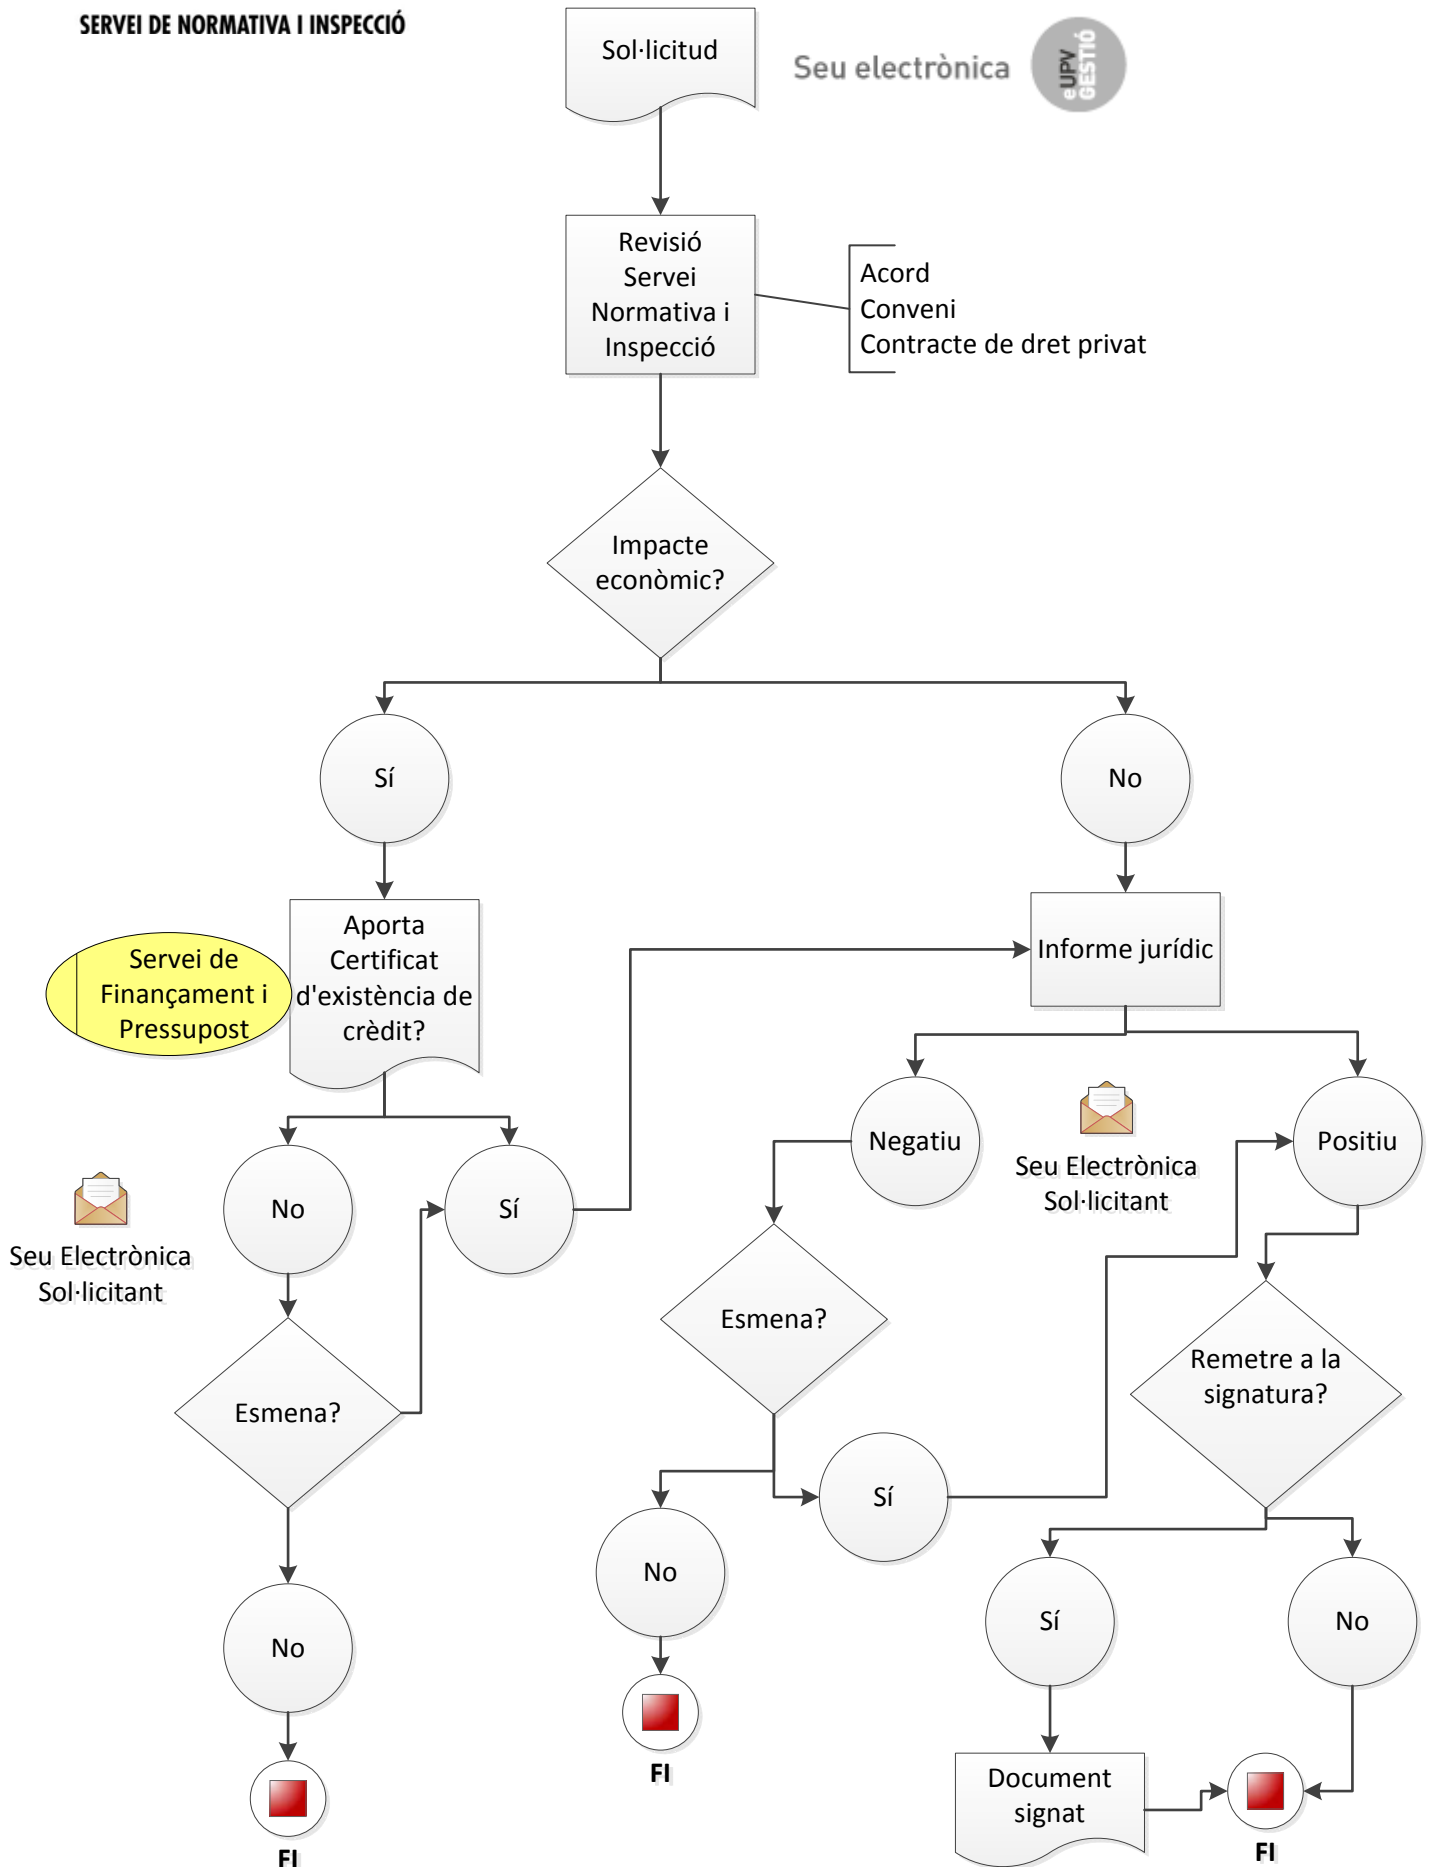 SERVEI DE NORMATIVA I INSPECCIÓ
Sol·licitud
Seu electrònica
eUPV
GESTIÓ
Revisió
Servei
Normativa i
Inspecció
Acord
Conveni
Contracte de dret privat
Impacte
econòmic?
Sí
No
Servei de
Finançament i
Pressupost
Aporta
Certificat
d'existència de
crèdit?
Informe jurídic
Negatiu
Seu Electrònica
Sol·licitant
Positiu
Seu Electrònica
Sol·licitant
No
Sí
Esmena?
Esmena?
Remetre a la
signatura?
Sí
No
No
Sí
No
FI
FI
Document
signat
FI